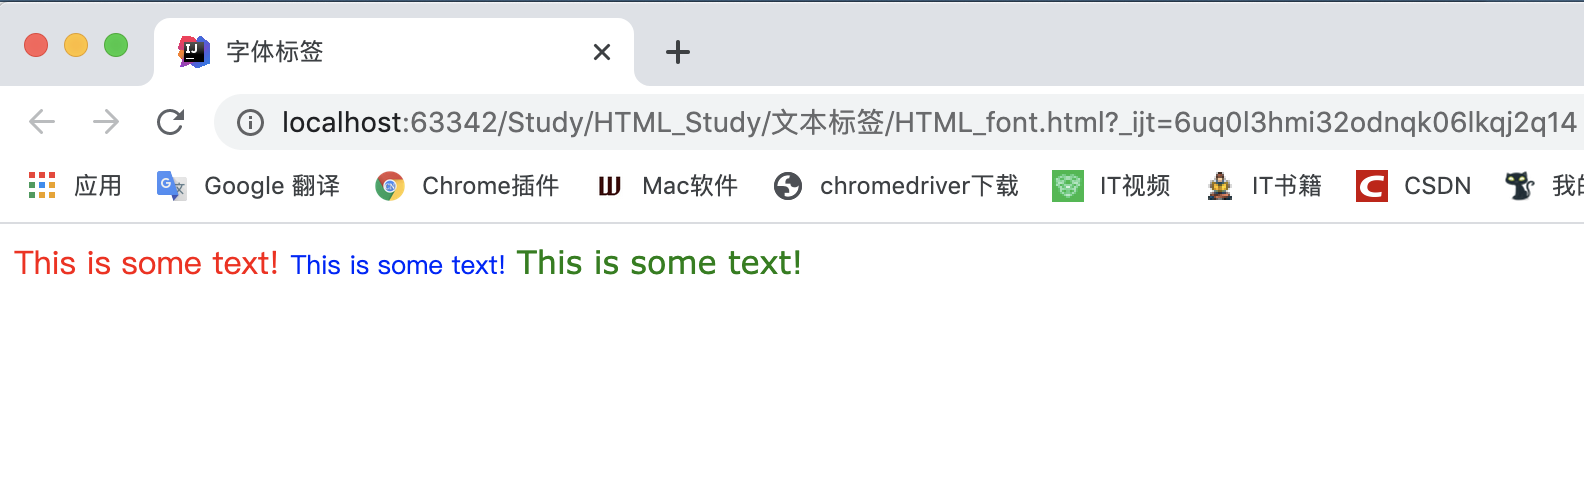 字体标签
localhost:63342/Study/HTML_Study/文本标签/HTML_font.html?_ijt=6uq0l3hmi32odnqk06lkqj2q14
应用 Google 翻译 Chrome插件 Mac软件 chromedriver下载 IT视频 IT书籍 CSDN 我的
This is some text! This is some text! This is some text!